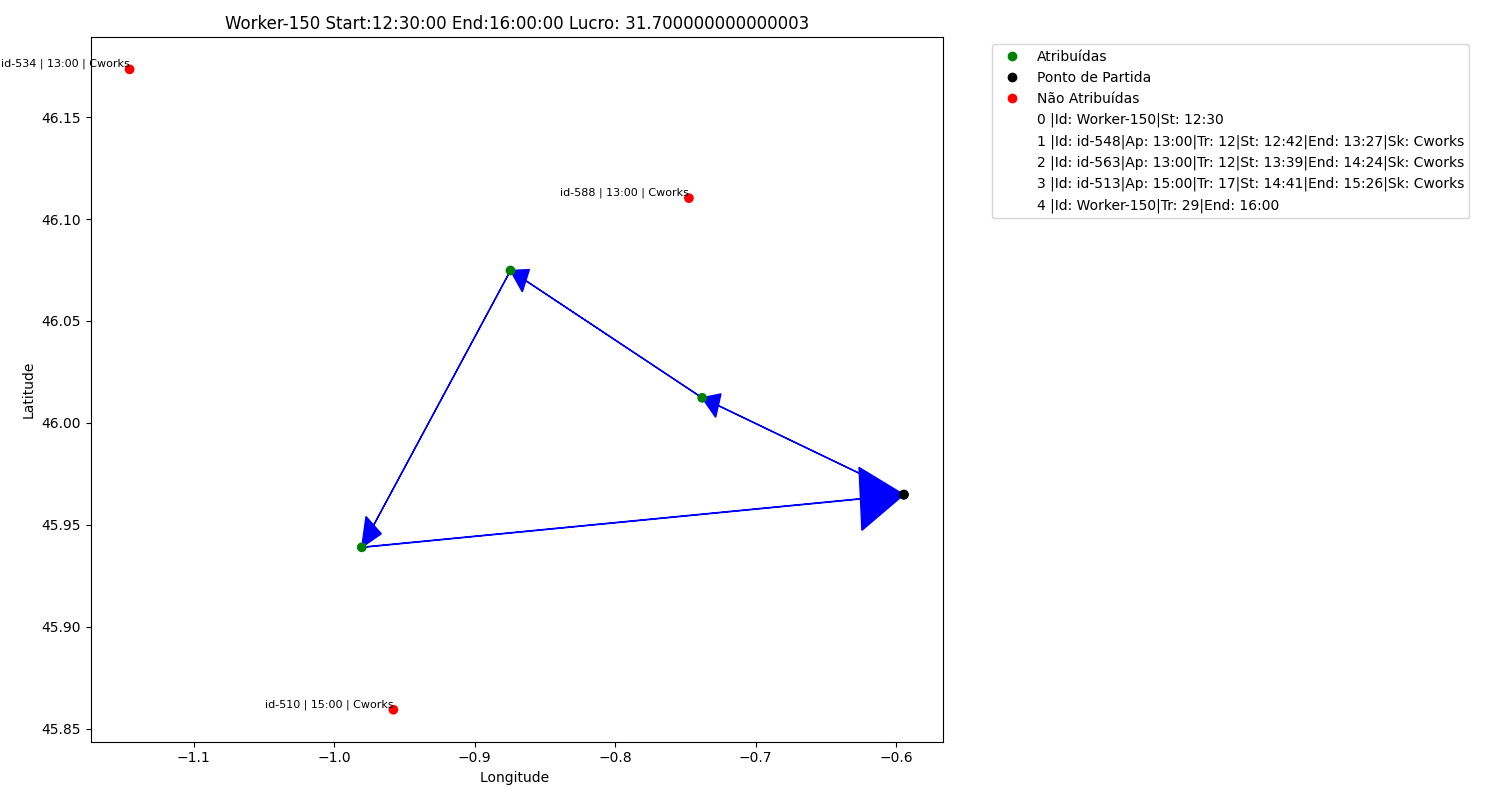 Worker-150 Start:12:30:00 End:16:00:00 Lucro: 31.700000000000003
id-534 | 13:00 | Cworks
id-588 | 13:00 | Cworks
id-510 | 15:00 | Cworks
46.15
46.10
46.05
46.00
45.95
45.90
45.85
Latitude
−1.1
−1.0
−0.9
−0.8
−0.7
−0.6
Longitude
Atribuídas
Ponto de Partida
Não Atribuídas
0 |Id: Worker-150|St: 12:30
1 |Id: id-548|Ap: 13:00|Tr: 12|St: 12:42|End: 13:27|Sk: Cworks
2 |Id: id-563|Ap: 13:00|Tr: 12|St: 13:39|End: 14:24|Sk: Cworks
3 |Id: id-513|Ap: 15:00|Tr: 17|St: 14:41|End: 15:26|Sk: Cworks
4 |Id: Worker-150|Tr: 29|End: 16:00